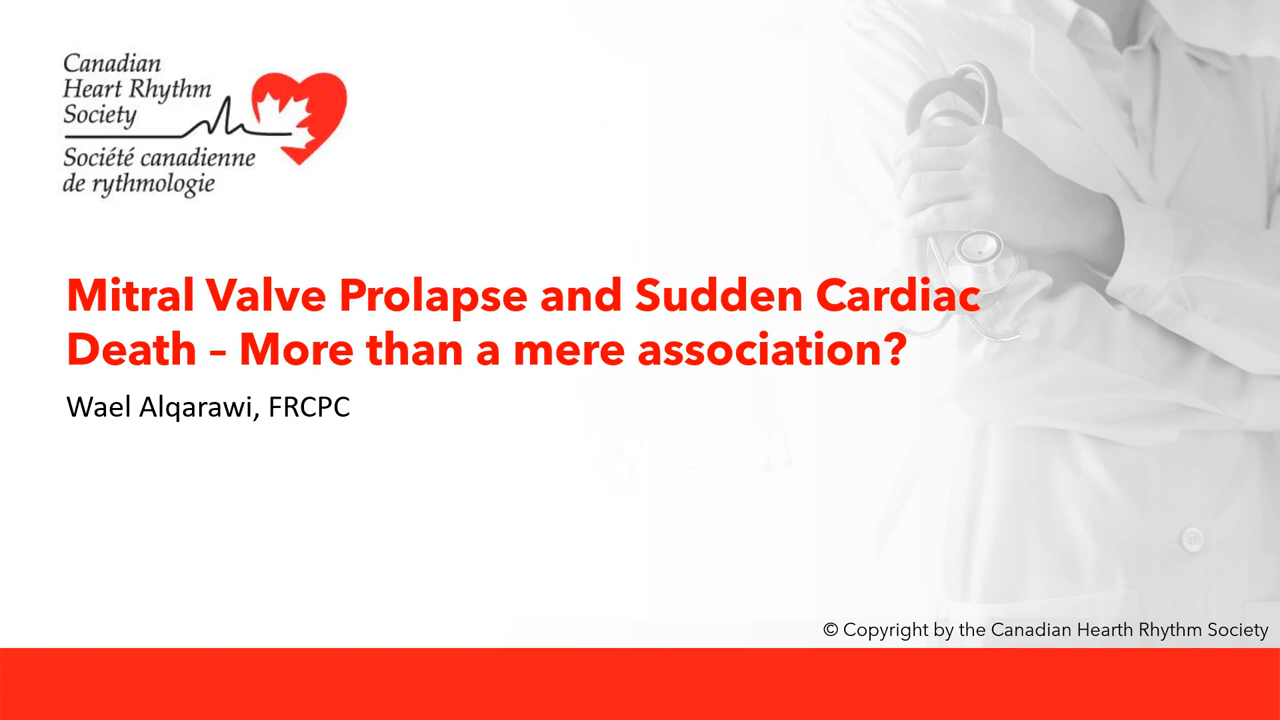 Canadian
Heart Rhythm
Society
Société canadienne
de rythmologie
Mitral Valve Prolapse and Sudden Cardiac
Death – More than a mere association?
Wael Alqarawi, FRCPC
© Copyright by the Canadian Hearth Rhythm Society